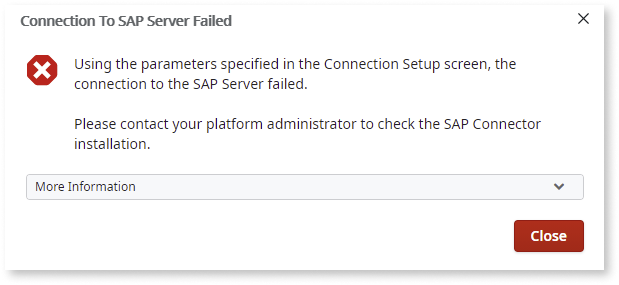 Connection To SAP Server Failed
Using the parameters specified in the Connection Setup screen, the
connection to the SAP Server failed.
Please contact your platform administrator to check the SAP Connector
installation.
More Information
Close